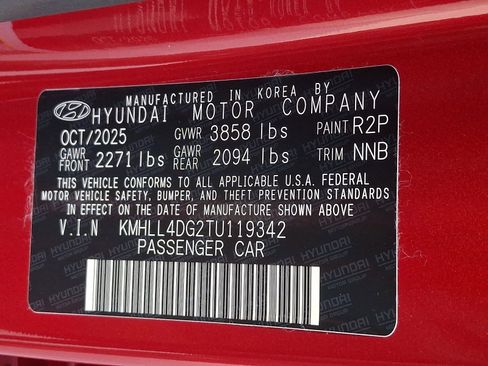 MANUFACTURED IN KOREA BY
HYUNDAI MOTOR COMPANY
OCT/2025 GVWR 3858 lbs PAINT R2P
GAWR FRONT 2271 lbs GAWR REAR 2094 lbs TRIM NNB
THIS VEHICLE CONFORMS TO ALL APPLICABLE U.S.A. FEDERAL
MOTOR VEHICLE SAFETY, BUMPER, AND THEFT PREVENTION STANDARDS
IN EFFECT ON THE DATE OF MANUFACTURE SHOWN ABOVE
V.I.N KMHLL4DG2TU119342
PASSENGER CAR